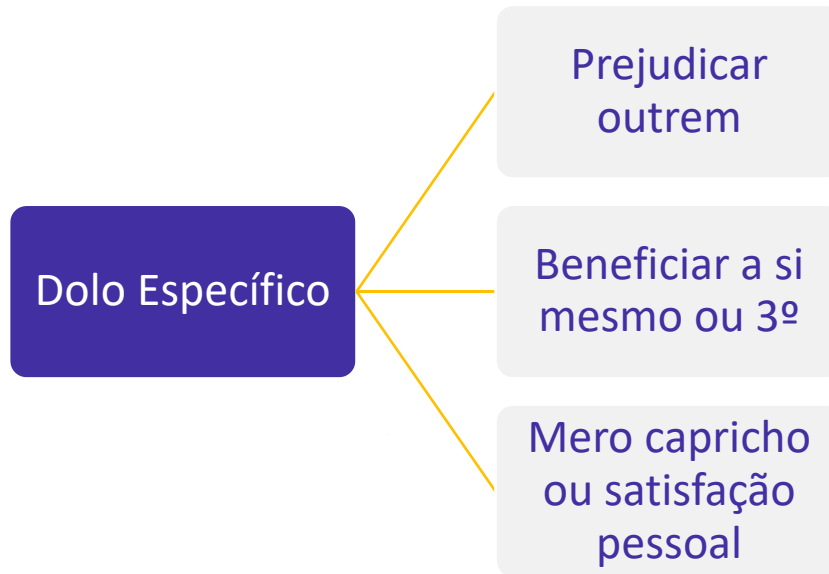 Dolo Específico
Prejudicar
outrem
Beneficiar a si
mesmo ou 3º
Mero capricho
ou satisfação
pessoal